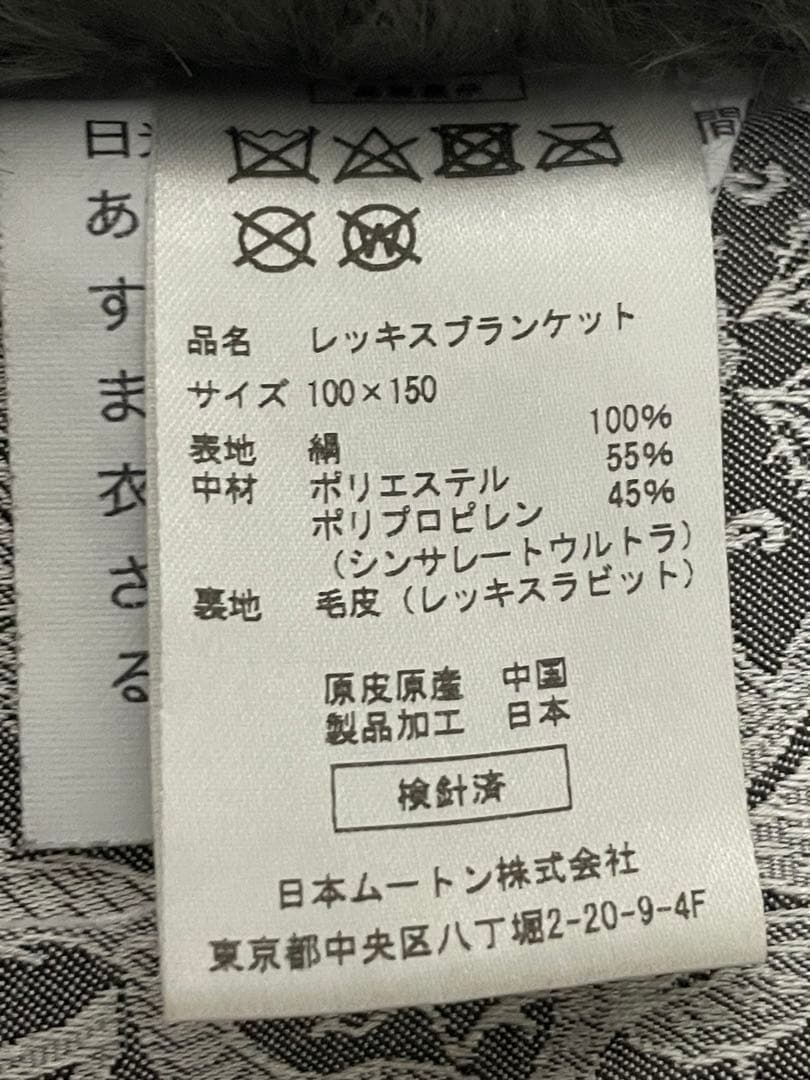 品名 レッキスブランケット
サイズ 100×150
表地 絹 100%
中材 ポリエステル 55%
ポリプロピレン 45%
(シンサレートウルトラ)
裏地 毛皮(レッキスラビット)
原皮原産 中国
製品加工 日本
検針済
日本ムートン株式会社
東京都中央区八丁堀2-20-9-4F
日
あ
す
ま
衣
さ
る
間